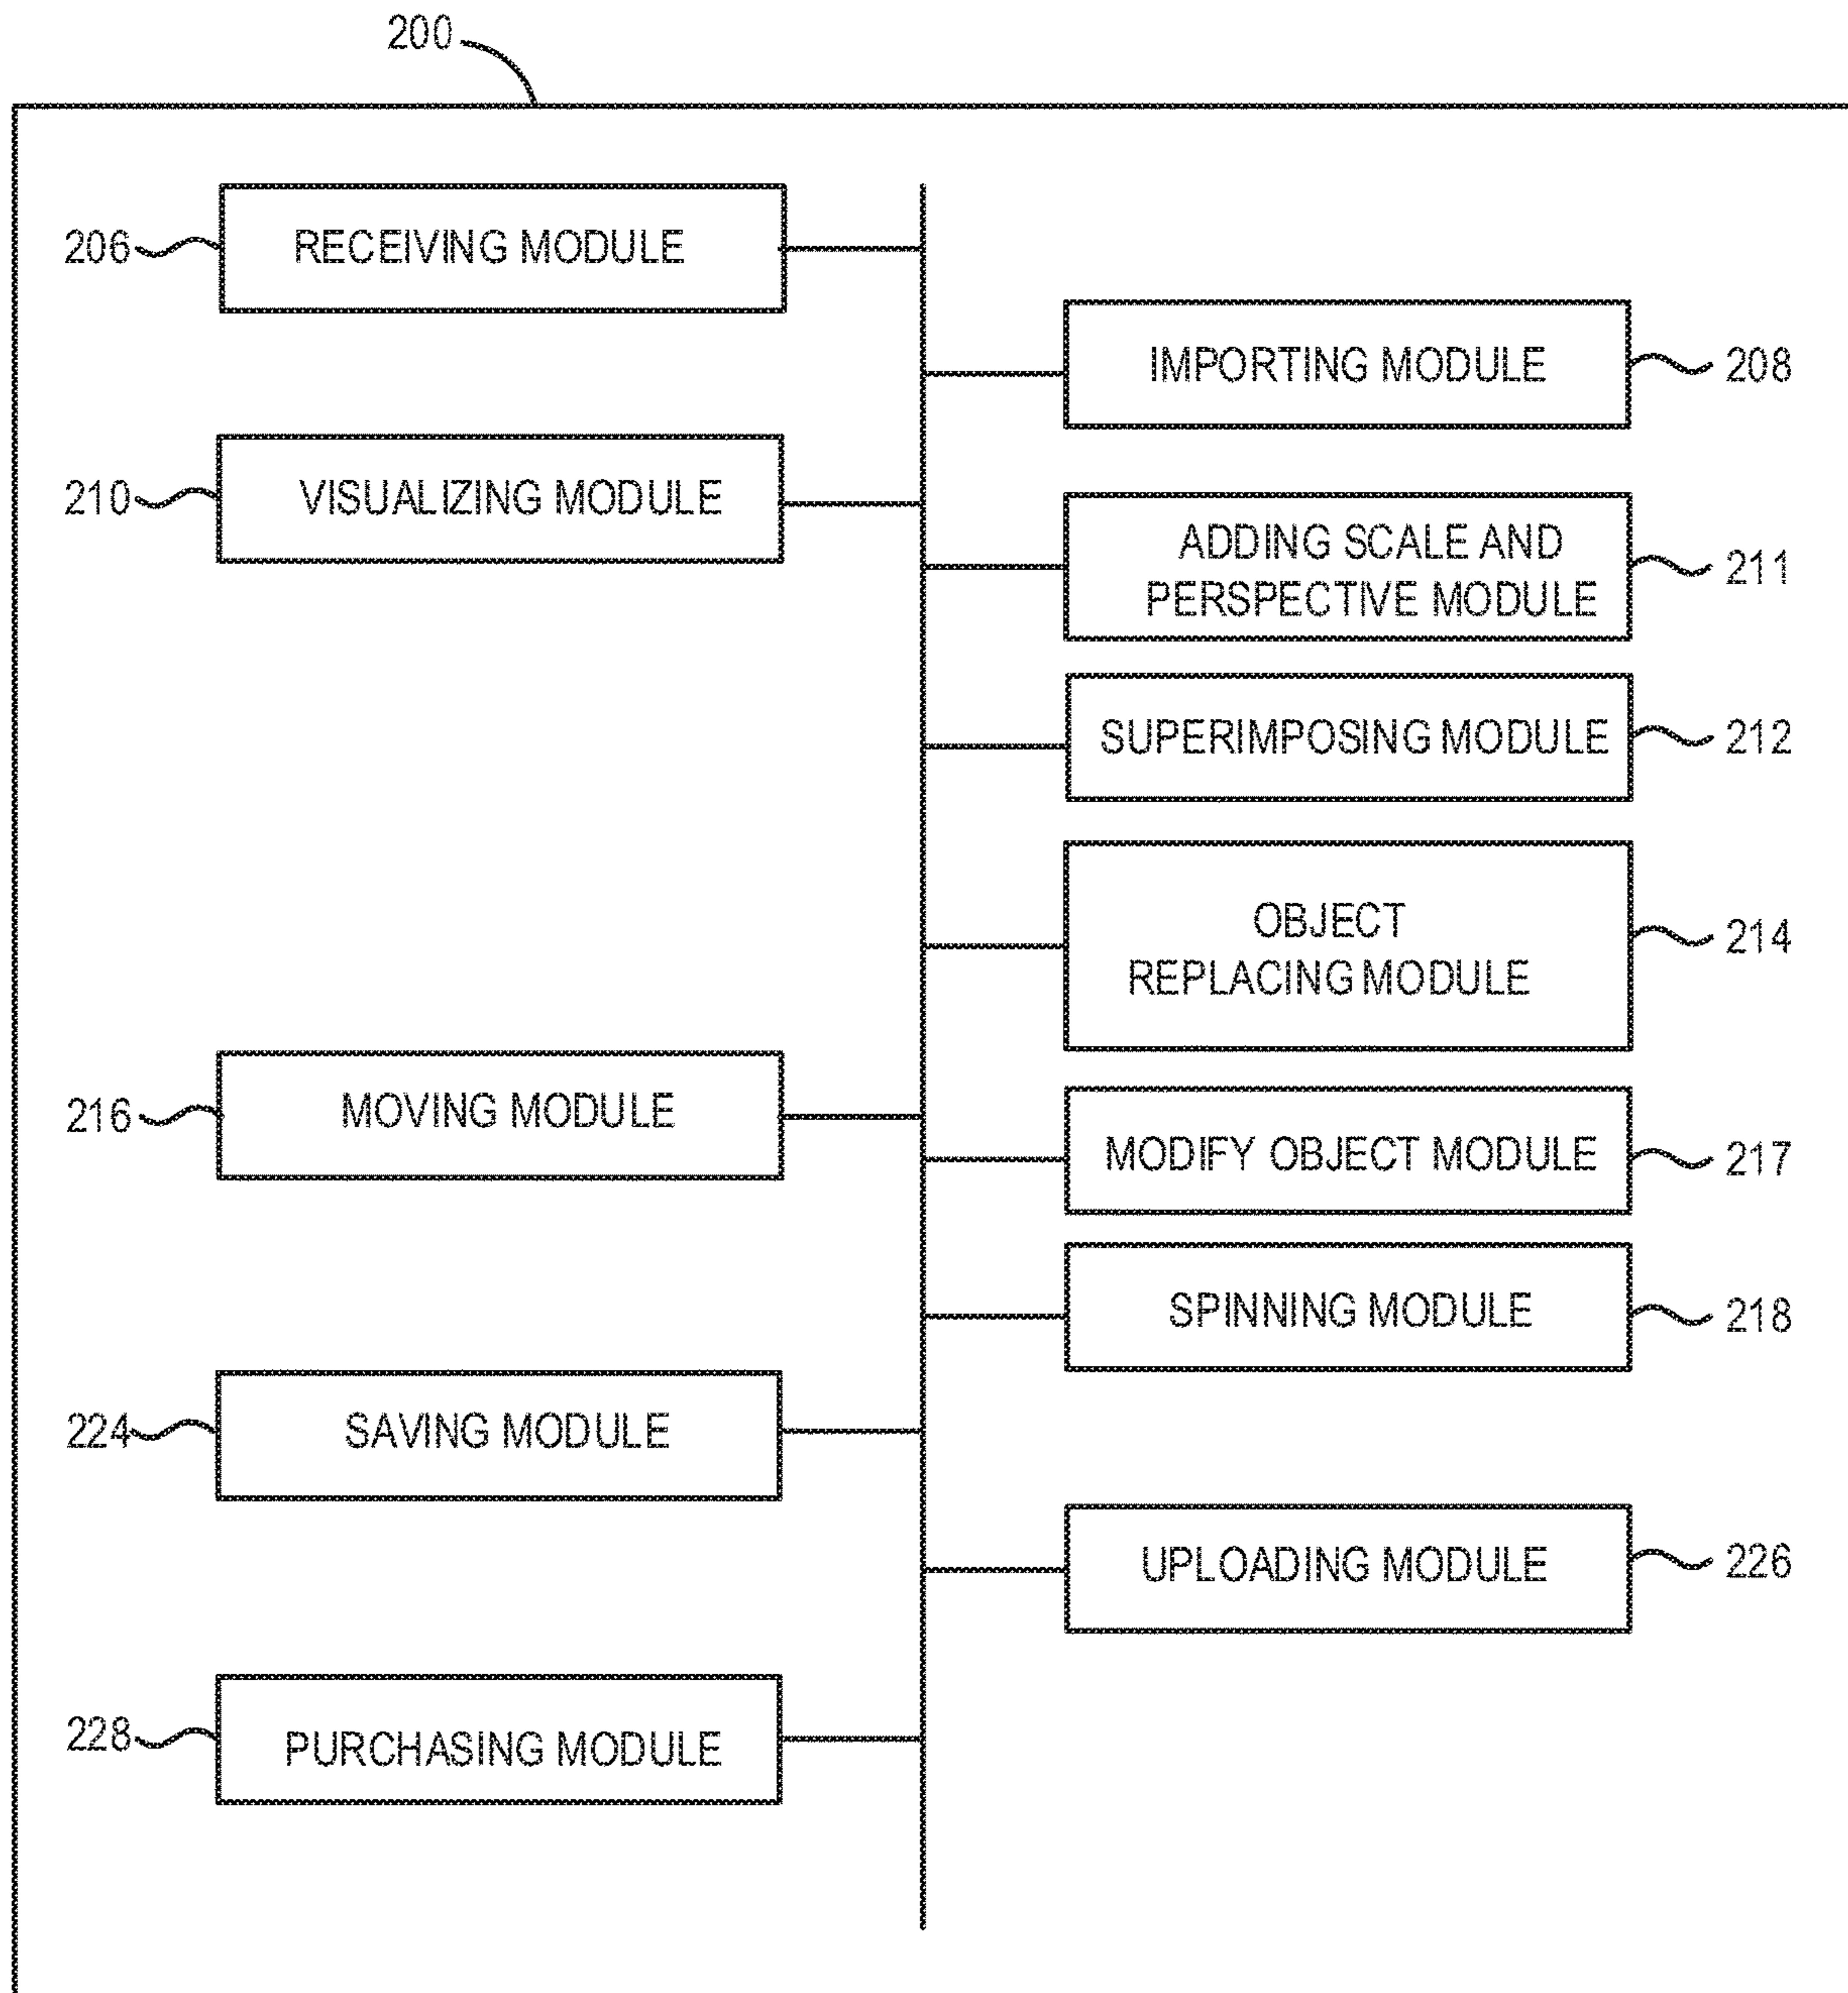 200
206
RECEIVING MODULE
IMPORTING MODULE
208
210
VISUALIZING MODULE
ADDING SCALE AND
PERSPECTIVE MODULE
211
SUPERIMPOSING MODULE
212
OBJECT
REPLACING MODULE
214
216
MOVING MODULE
MODIFY OBJECT MODULE
217
SPINNING MODULE
218
224
SAVING MODULE
UPLOADING MODULE
226
228
PURCHASING MODULE